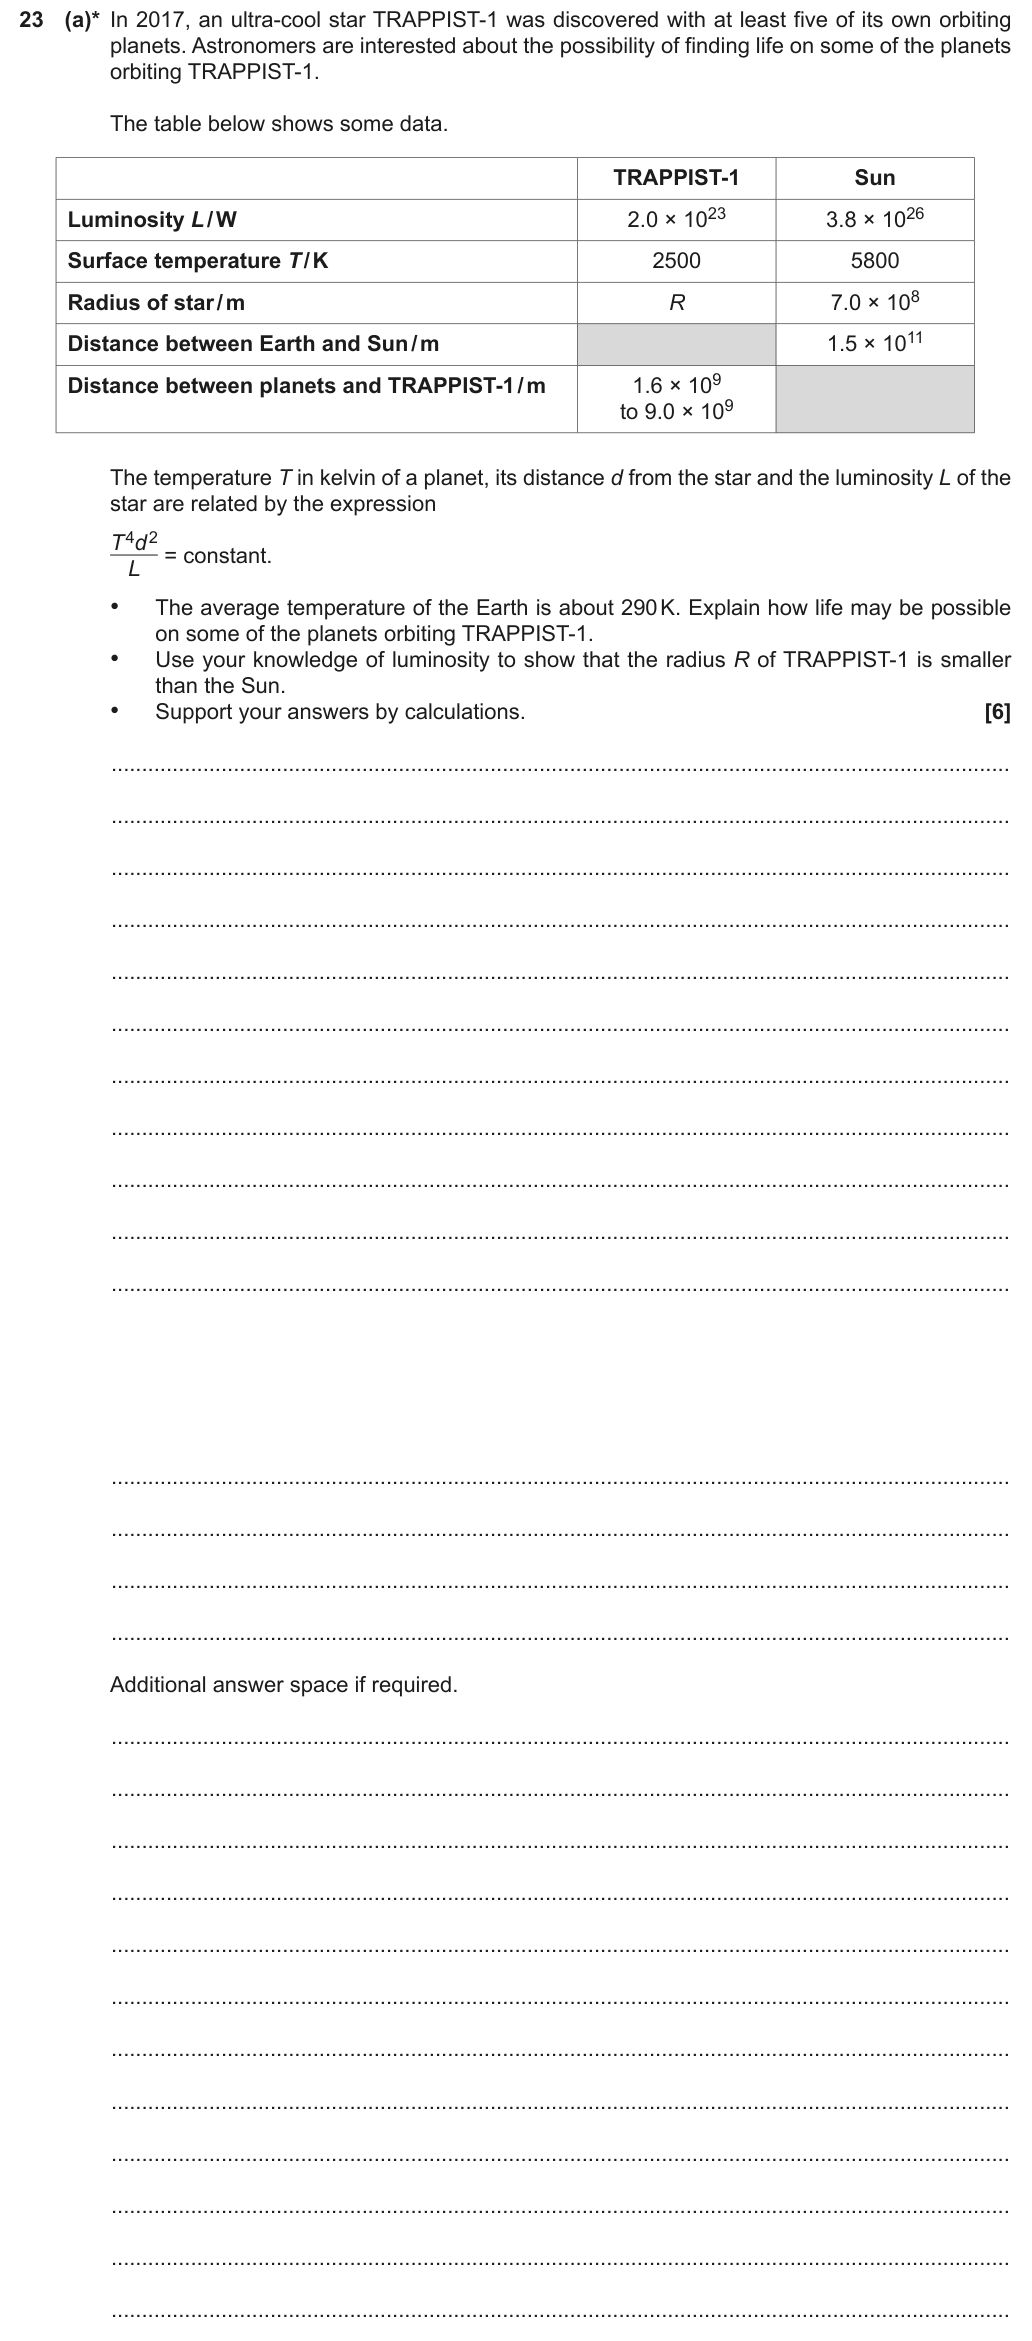 23 (a)* In 2017, an ultra-cool star TRAPPIST-1 was discovered with at least five of its own orbiting
planets. Astronomers are interested about the possibility of finding life on some of the planets
orbiting TRAPPIST-1.
The table below shows some data.
TRAPPIST-1 Sun
Luminosity L/W 2.0 × 10²³ 3.8 × 10²⁶
Surface temperature T/K 2500 5800
Radius of star/m R 7.0 × 10⁸
Distance between Earth and Sun/m 1.5 × 10¹¹
Distance between planets and TRAPPIST-1/m 1.6 × 10⁹
to 9.0 × 10⁹
The temperature T in kelvin of a planet, its distance d from the star and the luminosity L of the
star are related by the expression
T⁴d²/L = constant.
• The average temperature of the Earth is about 290 K. Explain how life may be possible
on some of the planets orbiting TRAPPIST-1.
• Use your knowledge of luminosity to show that the radius R of TRAPPIST-1 is smaller
than the Sun.
• Support your answers by calculations. [6]
Additional answer space if required.